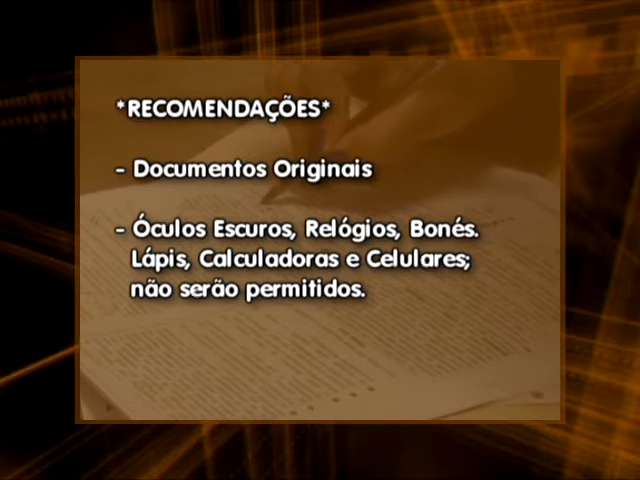 *RECOMENDAÇÕES*
- Documentos Originais
- Óculos Escuros, Relógios, Bonés.
Lápis, Calculadoras e Celulares;
não serão permitidos.